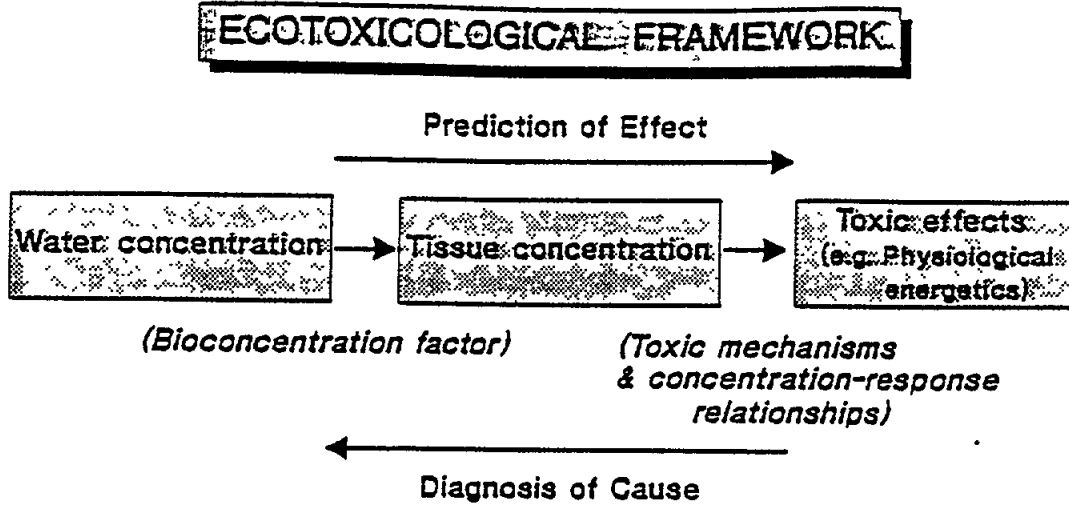 ECOTOXICOLOGICAL FRAMEWORK
Prediction of Effect
Water concentration
Tissue concentration
Toxic effects
(e.g. Physiological
energetics)
(Bioconcentration factor)
(Toxic mechanisms
& concentration-response
relationships)
Diagnosis of Cause